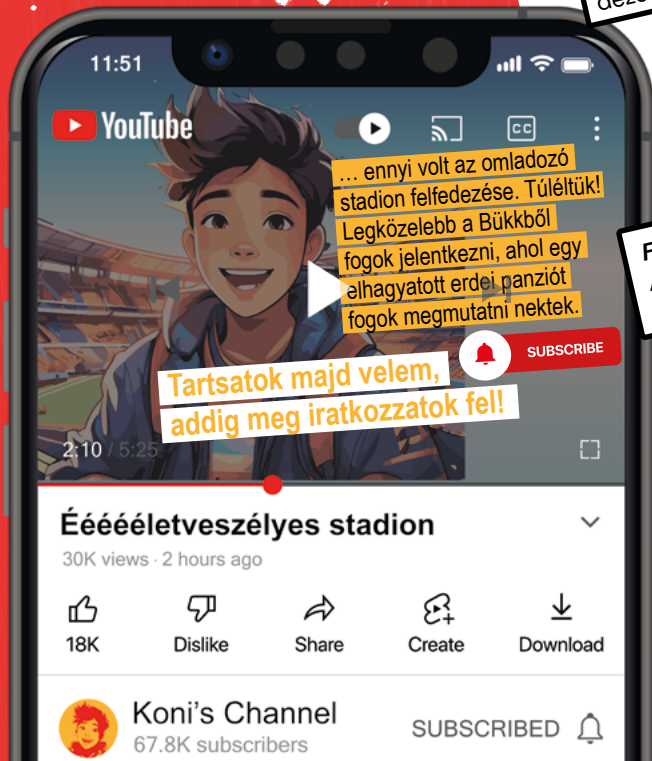 11:51
YouTube
CC
… ennyi volt az omladozó
stadion felfedezése. Túléltük!
Legközelebb a Bükkből
fogok jelentkezni, ahol egy
elhagyatott erdei panziót
fogok megmutatni nektek.
SUBSCRIBE
Tartsatok majd velem,
addig meg iratkozzatok fel!
2:10 / 5:25
Éééééletveszélyes stadion
30K views · 2 hours ago
18K
Dislike
Share
Create
Download
Koni's Channel
67.8K subscribers
SUBSCRIBED